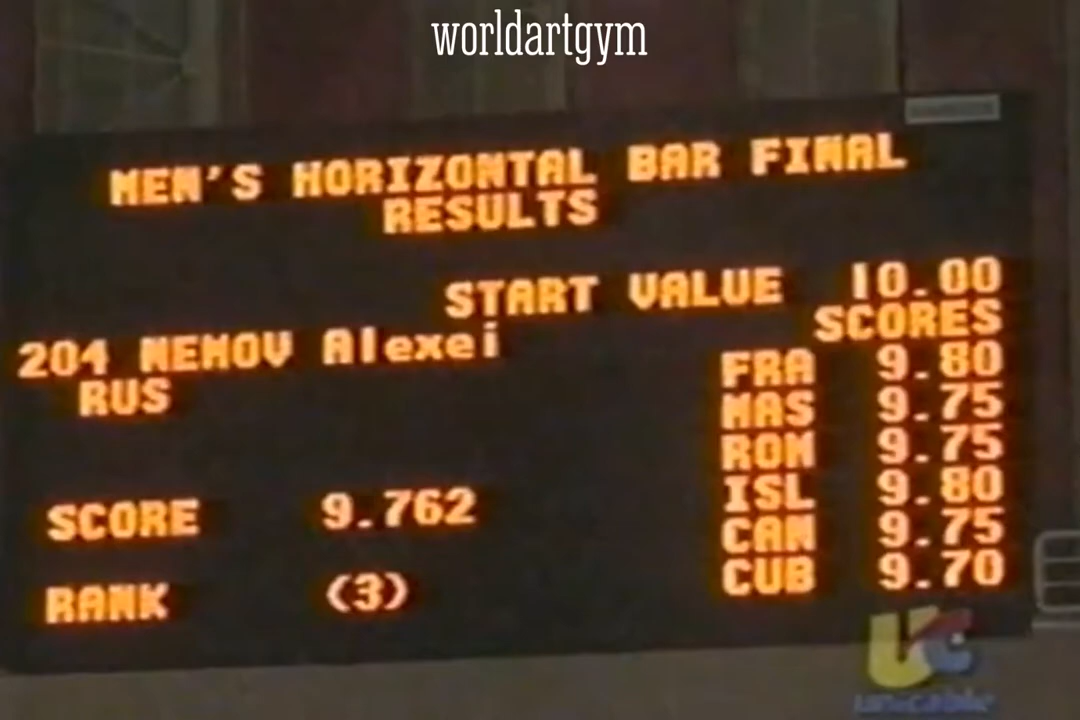 worldartgym
MEN'S HORIZONTAL BAR FINAL
RESULTS
START VALUE 10.00
SCORES
204 NEMOV Alexei
RUS
FRA 9.80
MAS 9.75
ROM 9.75
ISL 9.80
CAN 9.75
CUB 9.70
SCORE 9.762
RANK (3)
UC
unecable